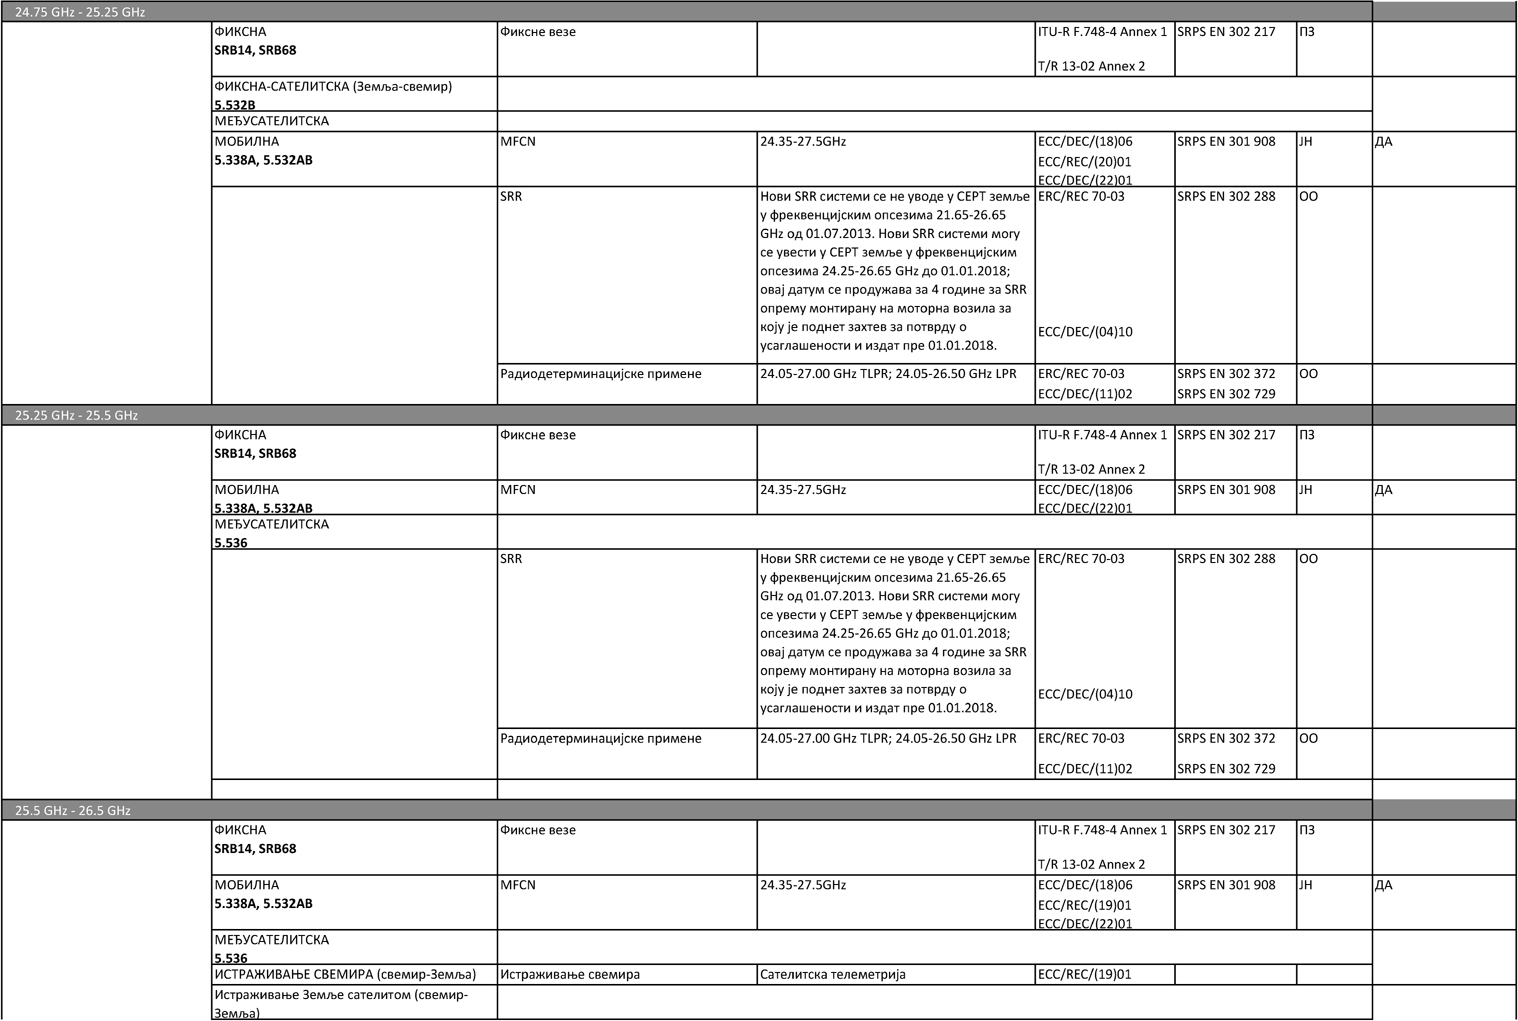 24.75 GHz - 25.25 GHz
ФИКСНА Фиксне везе ITU-R F.748-4 Annex 1 SRPS EN 302 217 ПЗ
SRB14, SRB68
T/R 13-02 Annex 2
ФИКСНА-САТЕЛИТСКА (Земља-свемир)
5.532B
МЕЂУСАТЕЛИТСКА
МОБИЛНА MFCN 24.35-27.5GHz ECC/DEC/(18)06 SRPS EN 301 908 ЈН ДА
5.338A, 5.532AB ECC/REC/(20)01
ECC/DEC/(22)01
SRR Нови SRR системи се не уводе у CEPT земље ERC/REC 70-03 SRPS EN 302 288 ОО
у фреквенцијским опсезима 21.65-26.65
GHz од 01.07.2013. Нови SRR системи могу
се увести у CEPT земље у фреквенцијским
опсезима 24.25-26.65 GHz до 01.01.2018;
овај датум се продужава за 4 године за SRR
опрему монтирану на моторна возила за
коју је поднет захтев за потврду о ECC/DEC/(04)10
усаглашености и издат пре 01.01.2018.
Радиодетерминацијске примене 24.05-27.00 GHz TLPR; 24.05-26.50 GHz LPR ERC/REC 70-03 SRPS EN 302 372 ОО
ECC/DEC/(11)02 SRPS EN 302 729
25.25 GHz - 25.5 GHz
ФИКСНА Фиксне везе ITU-R F.748-4 Annex 1 SRPS EN 302 217 ПЗ
SRB14, SRB68
T/R 13-02 Annex 2
МОБИЛНА MFCN 24.35-27.5GHz ECC/DEC/(18)06 SRPS EN 301 908 ЈН ДА
5.338A, 5.532AB ECC/DEC/(22)01
МЕЂУСАТЕЛИТСКА
5.536
SRR Нови SRR системи се не уводе у CEPT земље ERC/REC 70-03 SRPS EN 302 288 ОО
у фреквенцијским опсезима 21.65-26.65
GHz од 01.07.2013. Нови SRR системи могу
се увести у CEPT земље у фреквенцијским
опсезима 24.25-26.65 GHz до 01.01.2018;
овај датум се продужава за 4 године за SRR
опрему монтирану на моторна возила за
коју је поднет захтев за потврду о ECC/DEC/(04)10
усаглашености и издат пре 01.01.2018.
Радиодетерминацијске примене 24.05-27.00 GHz TLPR; 24.05-26.50 GHz LPR ERC/REC 70-03 SRPS EN 302 372 ОО
ECC/DEC/(11)02 SRPS EN 302 729
25.5 GHz - 26.5 GHz
ФИКСНА Фиксне везе ITU-R F.748-4 Annex 1 SRPS EN 302 217 ПЗ
SRB14, SRB68
T/R 13-02 Annex 2
МОБИЛНА MFCN 24.35-27.5GHz ECC/DEC/(18)06 SRPS EN 301 908 ЈН ДА
5.338A, 5.532AB ECC/REC/(19)01
ECC/DEC/(22)01
МЕЂУСАТЕЛИТСКА
5.536
ИСТРАЖИВАЊЕ СВЕМИРА (свемир-Земља) Истраживање свемира Сателитска телеметрија ECC/REC/(19)01
Истраживање Земље сателитом (свемир-
Земља)